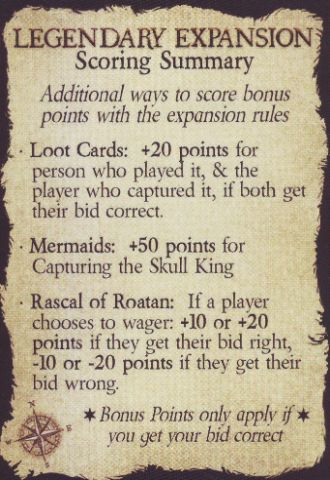 LEGENDARY EXPANSION
Scoring Summary
Additional ways to score bonus
points with the expansion rules
· Loot Cards: +20 points for
person who played it, & the
player who captured it, if both get
their bid correct.
· Mermaids: +50 points for
Capturing the Skull King
· Rascal of Roatan: If a player
chooses to wager: +10 or +20
points if they get their bid right,
-10 or -20 points if they get their
bid wrong.
✶ Bonus Points only apply if ✶
you get your bid correct